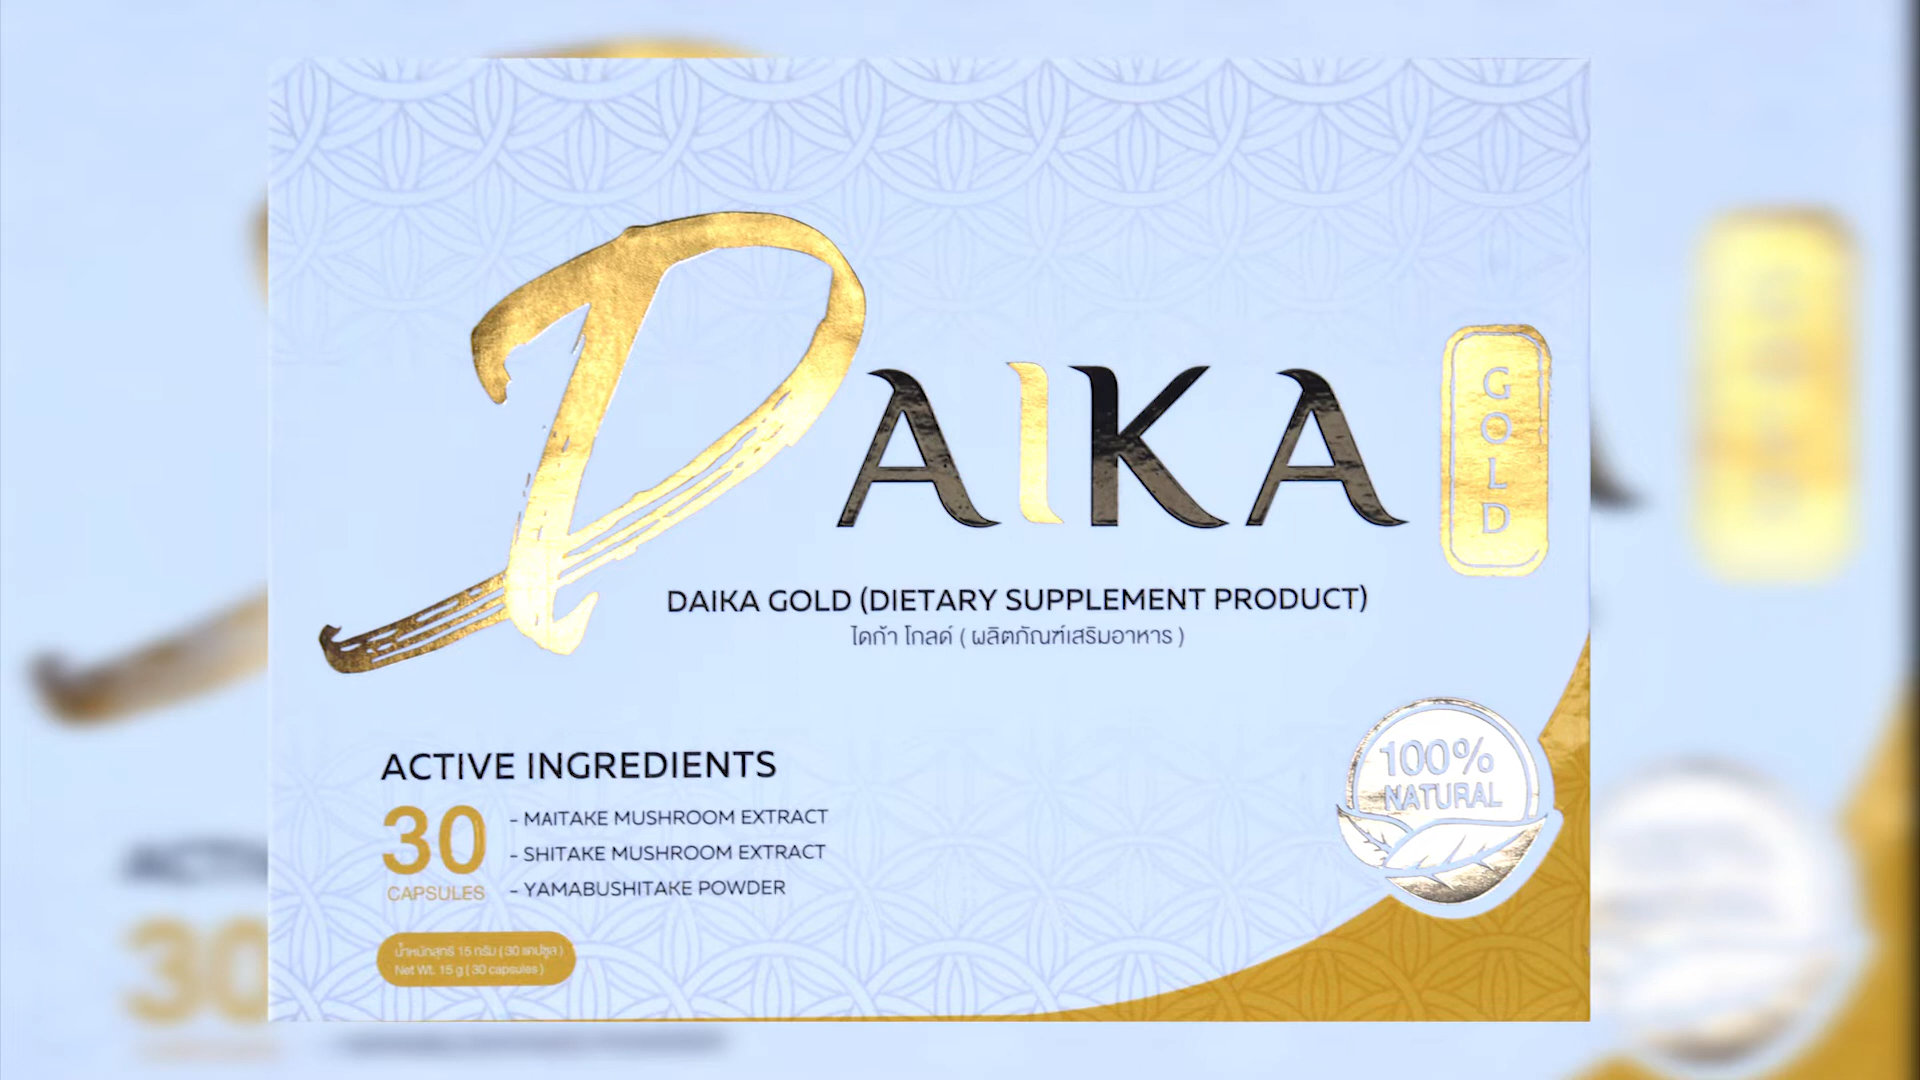 DAIKA
GOLD
DAIKA GOLD (DIETARY SUPPLEMENT PRODUCT)
ไดก้า โกลด์ ( ผลิตภัณฑ์เสริมอาหาร )
100%
NATURAL
ACTIVE INGREDIENTS
30
CAPSULES
- MAITAKE MUSHROOM EXTRACT
- SHITAKE MUSHROOM EXTRACT
- YAMABUSHITAKE POWDER
น้ำหนักสุทธิ 15 กรัม ( 30 แคปซูล )
Net Wt. 15 g ( 30 capsules )